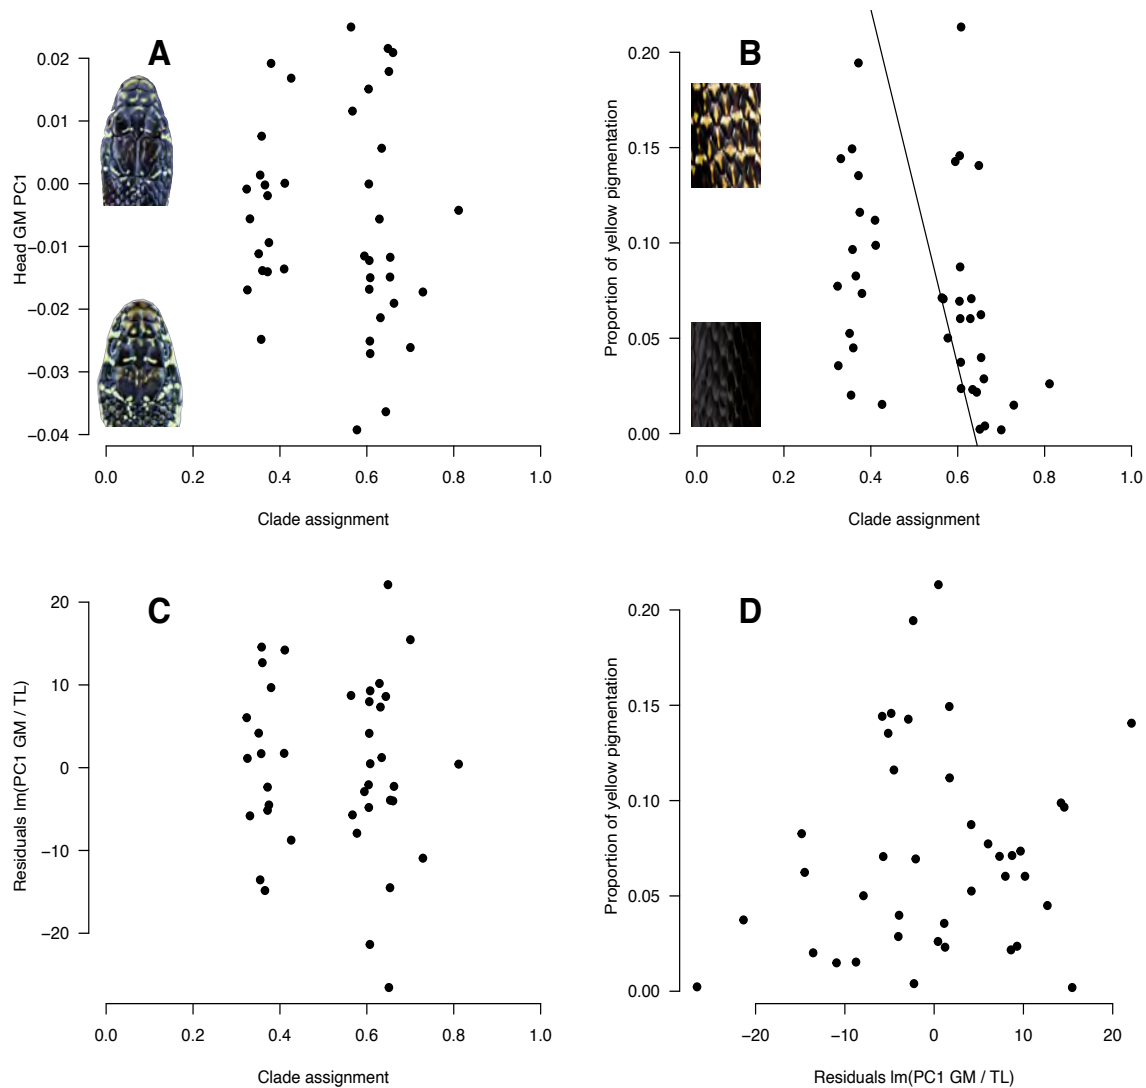 A
Head GM PC1
0.02
0.01
0.00
−0.01
−0.02
−0.03
−0.04
0.0 0.2 0.4 0.6 0.8 1.0
Clade assignment
B
Proportion of yellow pigmentation
0.20
0.15
0.10
0.05
0.00
0.0 0.2 0.4 0.6 0.8 1.0
Clade assignment
C
Residuals lm(PC1 GM / TL)
20
10
0
−10
−20
0.0 0.2 0.4 0.6 0.8 1.0
Clade assignment
D
Proportion of yellow pigmentation
0.20
0.15
0.10
0.05
0.00
−20 −10 0 10 20
Residuals lm(PC1 GM / TL)